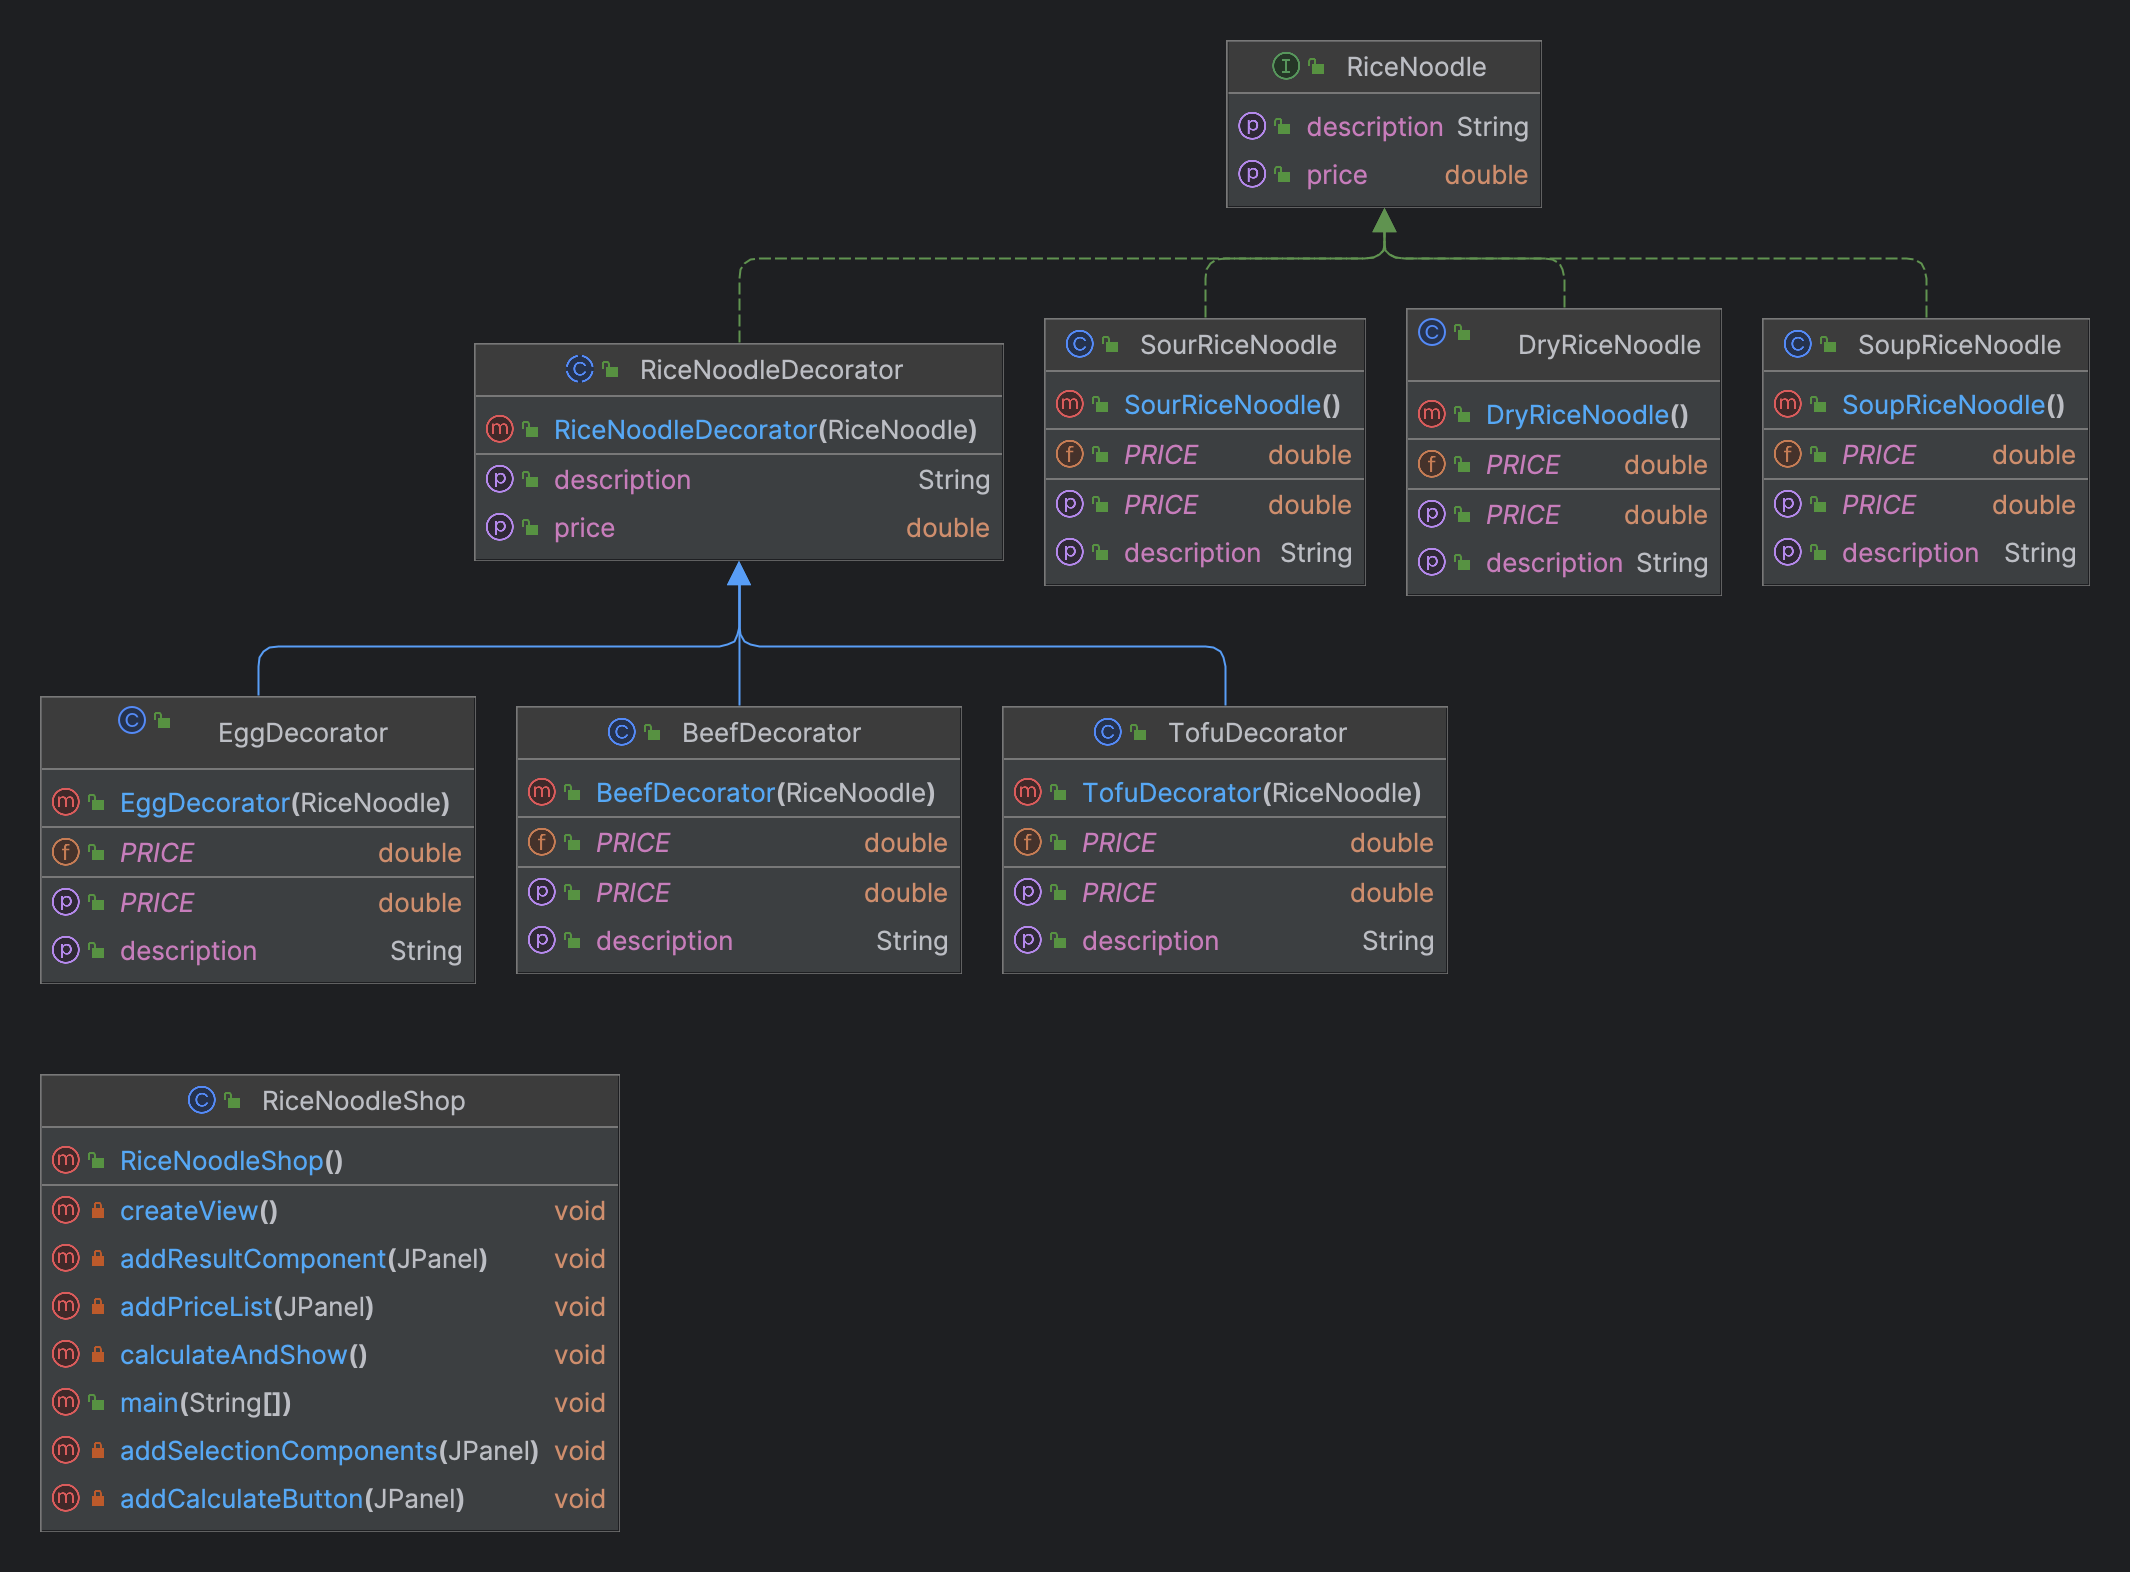 RiceNoodle
description String
price double
RiceNoodleDecorator
RiceNoodleDecorator(RiceNoodle)
description String
price double
SourRiceNoodle
SourRiceNoodle()
PRICE double
PRICE double
description String
DryRiceNoodle
DryRiceNoodle()
PRICE double
PRICE double
description String
SoupRiceNoodle
SoupRiceNoodle()
PRICE double
PRICE double
description String
EggDecorator
EggDecorator(RiceNoodle)
PRICE double
PRICE double
description String
BeefDecorator
BeefDecorator(RiceNoodle)
PRICE double
PRICE double
description String
TofuDecorator
TofuDecorator(RiceNoodle)
PRICE double
PRICE double
description String
RiceNoodleShop
RiceNoodleShop()
createView() void
addResultComponent(JPanel) void
addPriceList(JPanel) void
calculateAndShow() void
main(String[]) void
addSelectionComponents(JPanel) void
addCalculateButton(JPanel) void